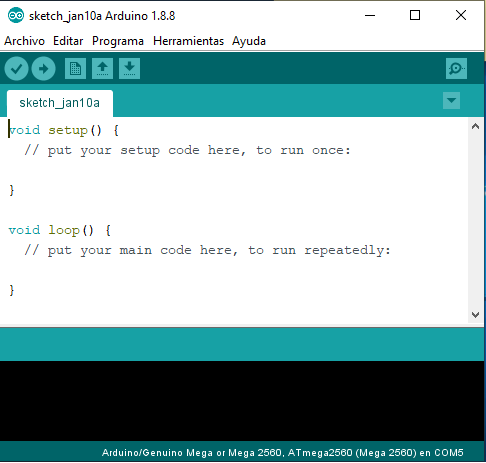 sketch_jan10a Arduino 1.8.8
Archivo Editar Programa Herramientas Ayuda
sketch_jan10a
void setup() {
// put your setup code here, to run once:
}
void loop() {
// put your main code here, to run repeatedly:
}
Arduino/Genuino Mega or Mega 2560, ATmega2560 (Mega 2560) en COM5